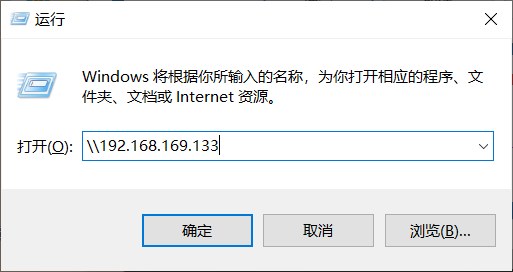 运行
Windows 将根据你所输入的名称，为你打开相应的程序、文
件夹、文档或 Internet 资源。
打开(O): \\192.168.169.133
确定 取消 浏览(B)...